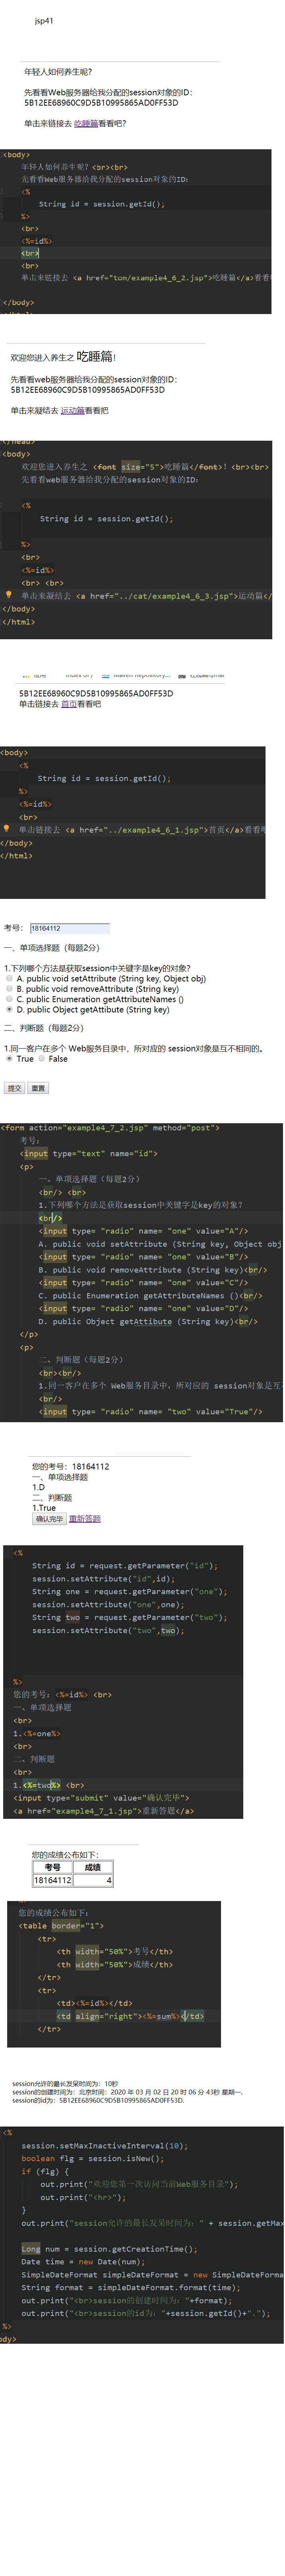 jsp41
年轻人如何养生呢?
先看看Web服务器给我分配的session对象的ID：
5B12EE68960C9D5B10995865AD0FF53D
单击来链接去 吃睡篇看看吧?
<body>
年轻人如何养生呢? <br><br>
先看看Web服务器给我分配的session对象的ID：
<%
String id = session.getId();
%>
<br>
<%=id%>
<br>
<br>
单击来链接去 <a href="tom/example4_6_2.jsp">吃睡篇</a>看看
</body>
欢迎您进入养生之 吃睡篇!
先看看web服务器给我分配的session对象的ID：
5B12EE68960C9D5B10995865AD0FF53D
单击来凝结去 运动篇看看把
</head>
<body>
欢迎您进入养生之 <font size="5">吃睡篇</font>! <br><br>
先看看web服务器给我分配的session对象的ID：
<%
String id = session.getId();
%>
<br>
<%=id%>
<br> <br>
单击来凝结去 <a href="../cat/example4_6_3.jsp">运动篇</
</body>
</html>
5B12EE68960C9D5B10995865AD0FF53D
单击链接去 首页看看吧
<body>
<%
String id = session.getId();
%>
<%=id%>
<br>
单击链接去 <a href="../example4_6_1.jsp">首页</a>看看
</body>
</html>
考号： 18164112
一、单项选择题（每题2分）
1.下列哪个方法是获取session中关键字是key的对象?
A. public void setAttribute (String key, Object obj)
B. public void removeAttribute (String key)
C. public Enumeration getAttributeNames ()
D. public Object getAttibute (String key)
二、判断题（每题2分）
1.同一客户在多个 Web服务目录中，所对应的 session对象是互不相同的。
True False
提交 重置
<form action="example4_7_2.jsp" method="post">
考号：
<input type="text" name="id">
<p>
一、单项选择题（每题2分）
<br/> <br>
1.下列哪个方法是获取session中关键字是key的对象?
<br/>
<input type= "radio" name= "one" value="A"/>
A. public void setAttribute (String key, Object obj
<input type= "radio" name= "one" value="B"/>
B. public void removeAttribute (String key)<br/>
<input type= "radio" name= "one" value="C"/>
C. public Enumeration getAttributeNames ()<br/>
<input type= "radio" name= "one" value="D"/>
D. public Object getAttibute (String key)<br/>
</p>
<p>
二、判断题（每题2分）
<br><br/>
1.同一客户在多个 Web服务目录中，所对应的 session对象是互
<br/>
<input type= "radio" name= "two" value="True"/>
您的考号：18164112
一、单项选择题
1.D
二、判断题
1.True
确认完毕 重新答题
<%
String id = request.getParameter("id");
session.setAttribute("id",id);
String one = request.getParameter("one");
session.setAttribute("one",one);
String two = request.getParameter("two");
session.setAttribute("two",two);
%>
您的考号：<%=id%> <br>
一、单项选择题
<br>
1.<%=one%>
<br>
二、判断题
<br>
1.<%=two%> <br>
<input type="submit" value="确认完毕">
<a href="example4_7_1.jsp">重新答题</a>
您的成绩公布如下：
考号 成绩
18164112 4
您的成绩公布如下：
<table border="1">
<tr>
<th width="50%">考号</th>
<th width="50%">成绩</th>
</tr>
<tr>
<td><%=id%></td>
<td align="right"><%=sum%></td>
</tr>
session允许的最长发呆时间为：10秒
session的创建时间为：北京时间：2020 年 03 月 02 日 20 时 06 分 43秒 星期一.
session的id为：5B12EE68960C9D5B10995865AD0FF53D.
<%
session.setMaxInactiveInterval(10);
boolean flg = session.isNew();
if (flg) {
out.print("欢迎您第一次访问当前Web服务目录");
out.print("<hr>");
}
out.print("session允许的最长发呆时间为：" + session.getMax
Long num = session.getCreationTime();
Date time = new Date(num);
SimpleDateFormat simpleDateFormat = new SimpleDateForma
String format = simpleDateFormat.format(time);
out.print("<br>session的创建时间为："+format);
out.print("<br>session的id为："+session.getId()+".");
%>
body>